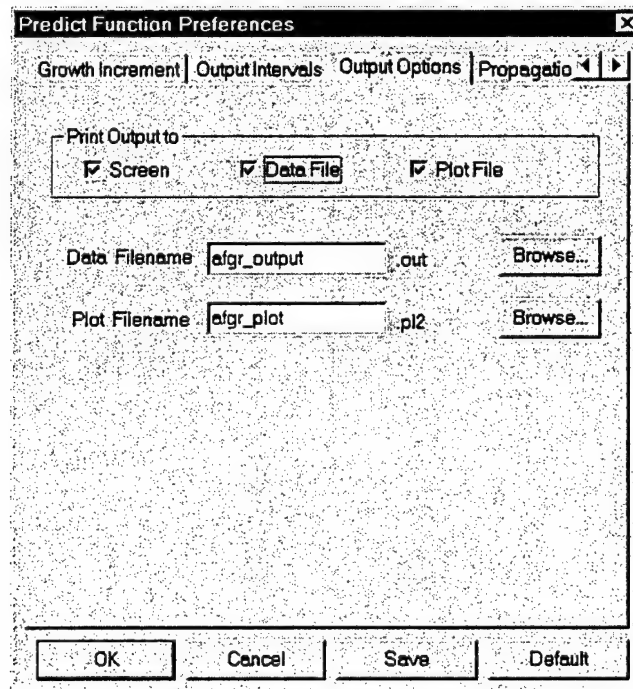 Predict Function Preferences
Growth Increment Output Intervals Output Options Propagatio
Print Output to
Screen Data File Plot File
Data Filename afgr_output .out Browse...
Plot Filename afgr_plot .pl2 Browse...
OK Cancel Save Default